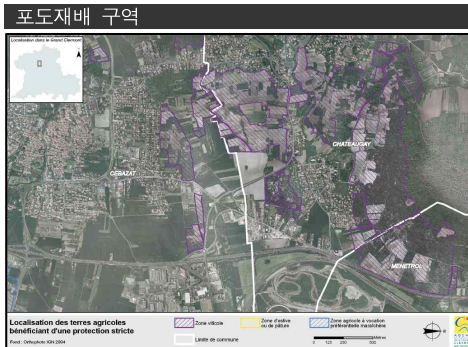 포도재배 구역
Localisation dans le Grand Clermont
CEBAZAT
CHATEAUGAY
MENETROL
Localisation des terres agricoles
bénéficiant d'une protection stricte
Fond : Orthophoto IGN 2004
Zone viticole
Limite de commune
Zone d'estive
ou de pâture
Zone agricole à vocation
préférentielle maraîchère